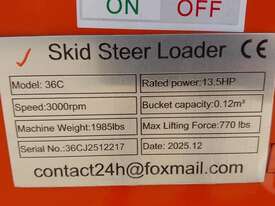 ON OFF
Skid Steer Loader CE
Model: 36C Rated power:13.5HP
Speed:3000rpm Bucket capacity:0.12m³
Machine Weight:1985lbs Max Lifting Force:770 lbs
Serial No.:36CJ2512217 Date: 2025.12
contact24h@foxmail.com